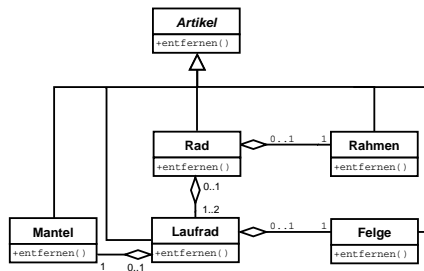 Artikel
+entfernen()
Rad
+entfernen()
0..1
1
Rahmen
+entfernen()
0..1
1..2
Mantel
+entfernen()
1
0..1
Laufrad
+entfernen()
0..1
1
Felge
+entfernen()